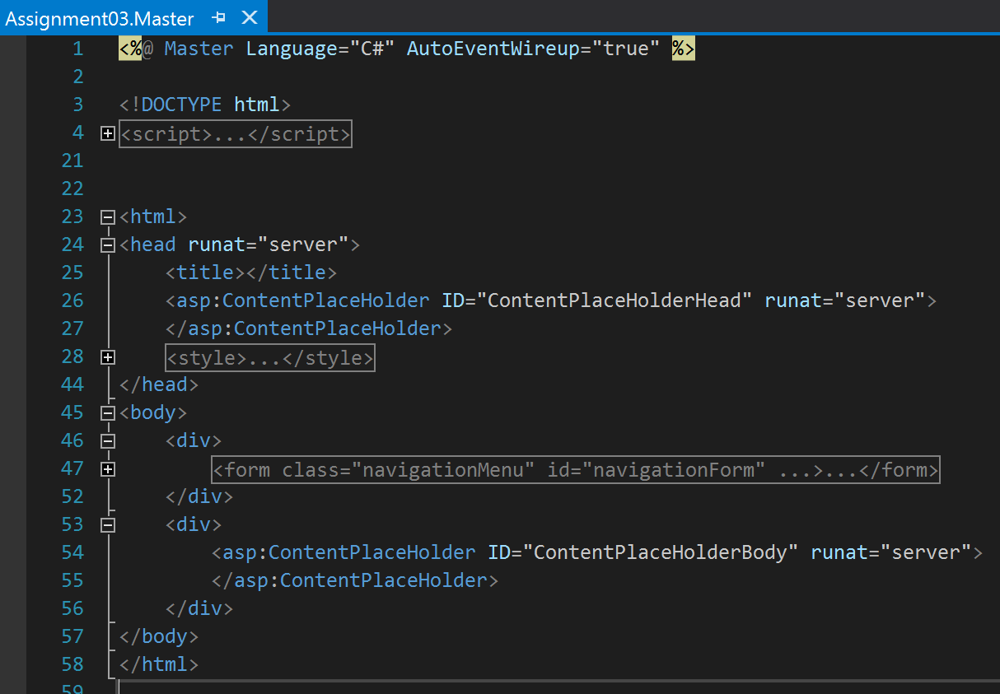 Assignment03.Master
1 <%@ Master Language="C#" AutoEventWireup="true" %>
2
3 <!DOCTYPE html>
4 <script>...</script>
21
22
23 <html>
24 <head runat="server">
25     <title></title>
26     <asp:ContentPlaceHolder ID="ContentPlaceHolderHead" runat="server">
27     </asp:ContentPlaceHolder>
28     <style>...</style>
44 </head>
45 <body>
46     <div>
47         <form class="navigationMenu" id="navigationForm" ...>...</form>
52     </div>
53     <div>
54         <asp:ContentPlaceHolder ID="ContentPlaceHolderBody" runat="server">
55         </asp:ContentPlaceHolder>
56     </div>
57 </body>
58 </html>
59